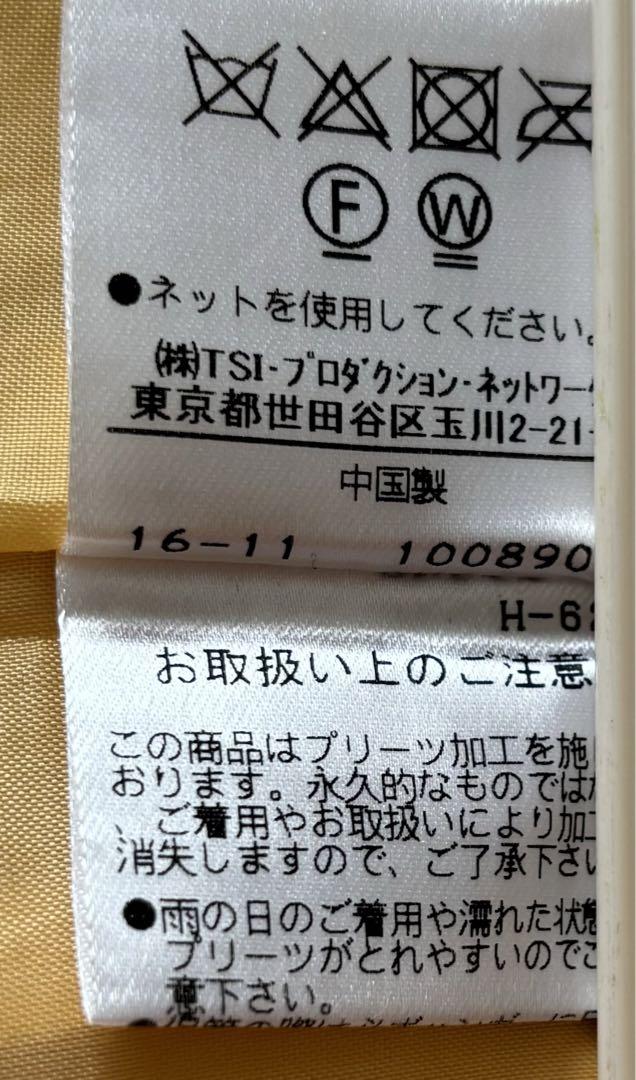 F W
●ネットを使用してください。
㈱TSI・プロダクション・ネットワー
東京都世田谷区玉川2-21-
中国製
16-11 100890
H-62
お取扱い上のご注意
この商品はプリーツ加工を施し
おります。永久的なものではな
、ご着用やお取扱いにより加工
消失しますので、ご了承下さい
●雨の日のご着用や濡れた状態
プリーツがとれやすいのでご
意下さい。